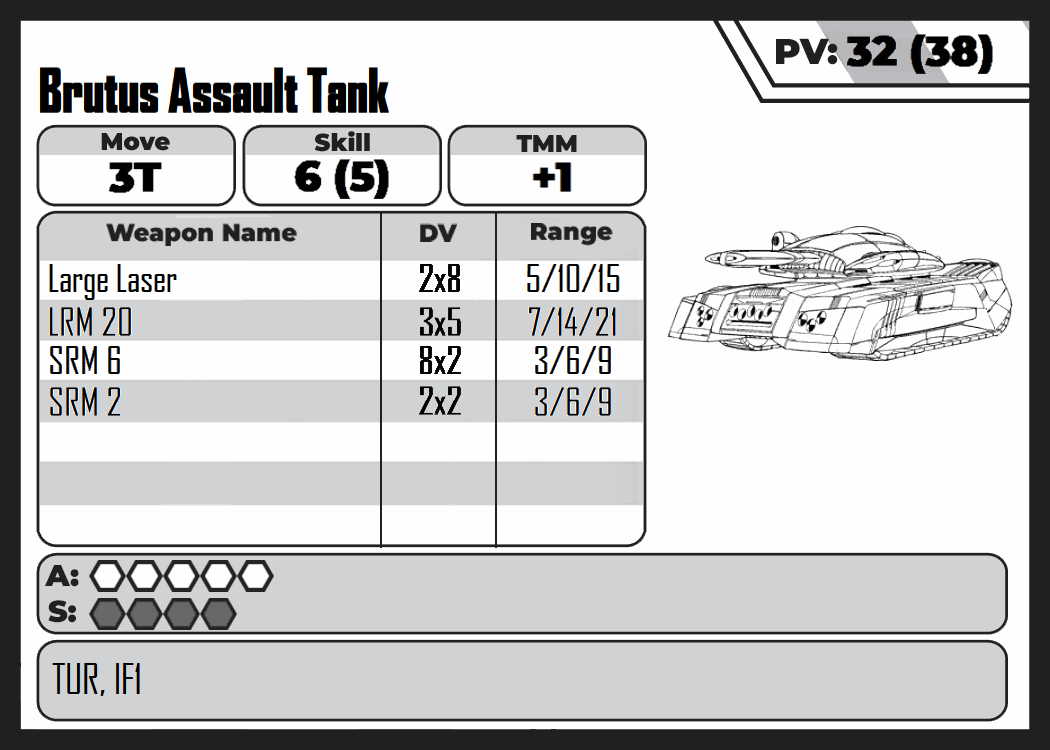 PV: 32 (38)
Brutus Assault Tank
Move Skill TMM
3T 6 (5) +1
Weapon Name DV Range
Large Laser 2x8 5/10/15
LRM 20 3x5 7/14/21
SRM 6 8x2 3/6/9
SRM 2 2x2 3/6/9
A:
S:
TUR, IF1